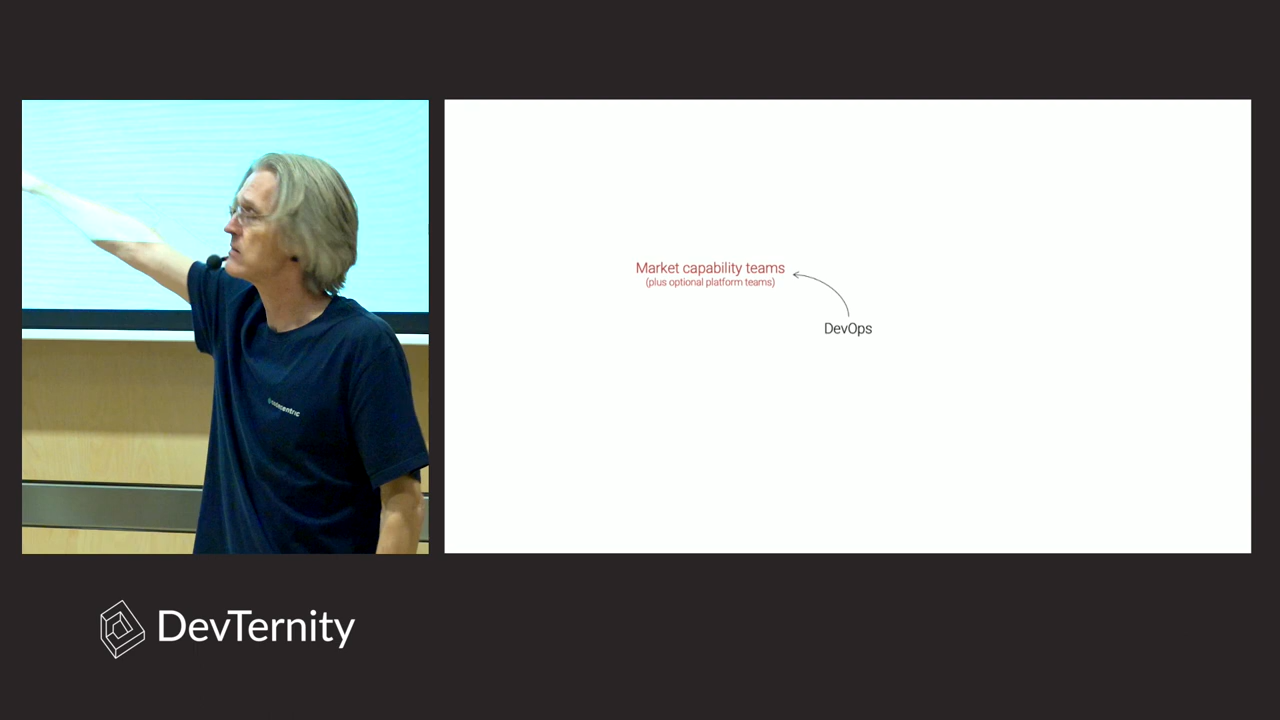 Market capability teams
(plus optional platform teams)
DevOps
DevTernity